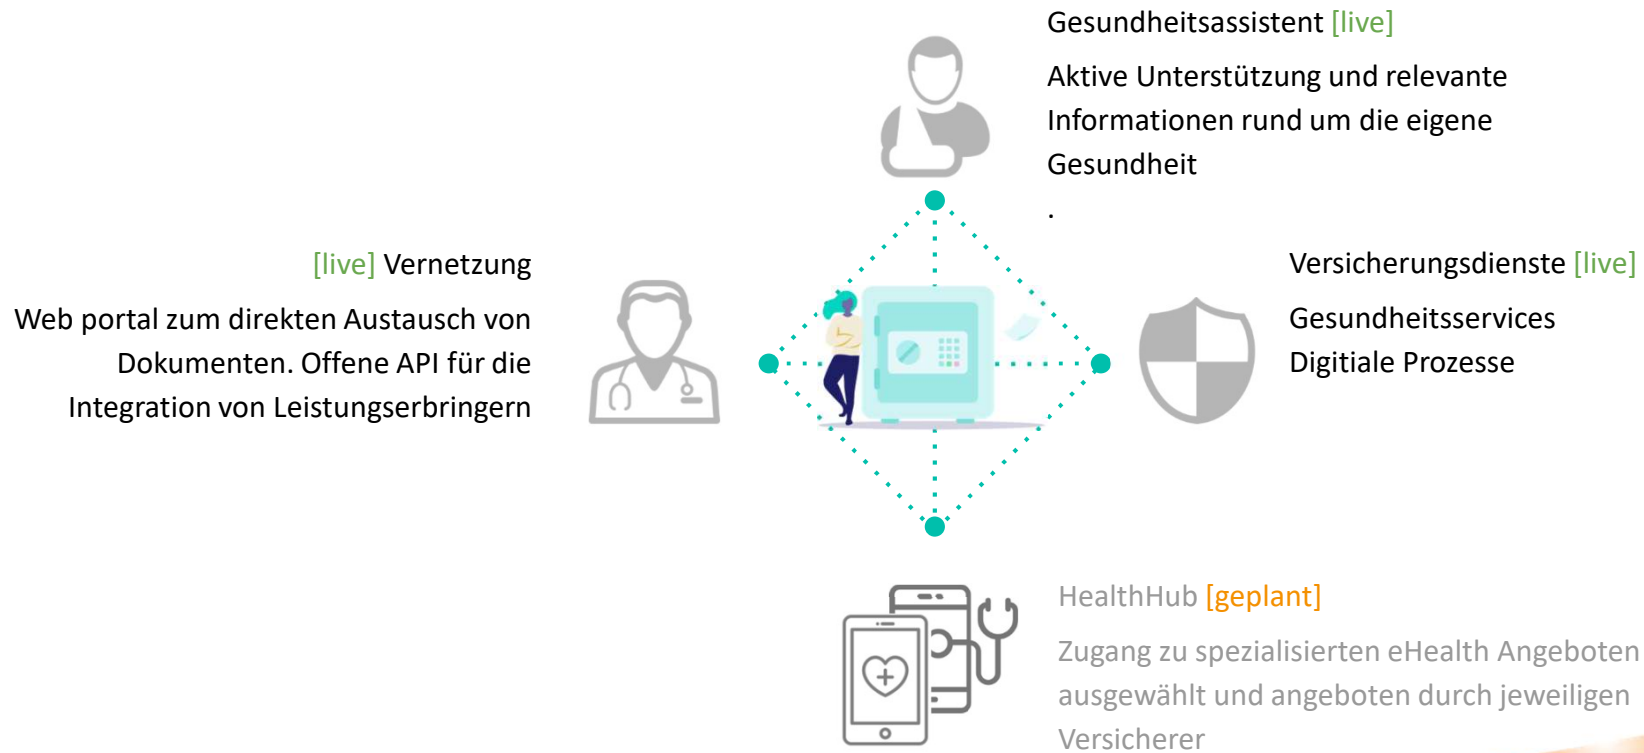 Gesundheitsassistent [live]
Aktive Unterstützung und relevante
Informationen rund um die eigene
Gesundheit
.
[live] Vernetzung
Web portal zum direkten Austausch von
Dokumenten. Offene API für die
Integration von Leistungserbringern
Versicherungsdienste [live]
Gesundheitsservices
Digitiale Prozesse
HealthHub [geplant]
Zugang zu spezialisierten eHealth Angeboten
ausgewählt und angeboten durch jeweiligen
Versicherer